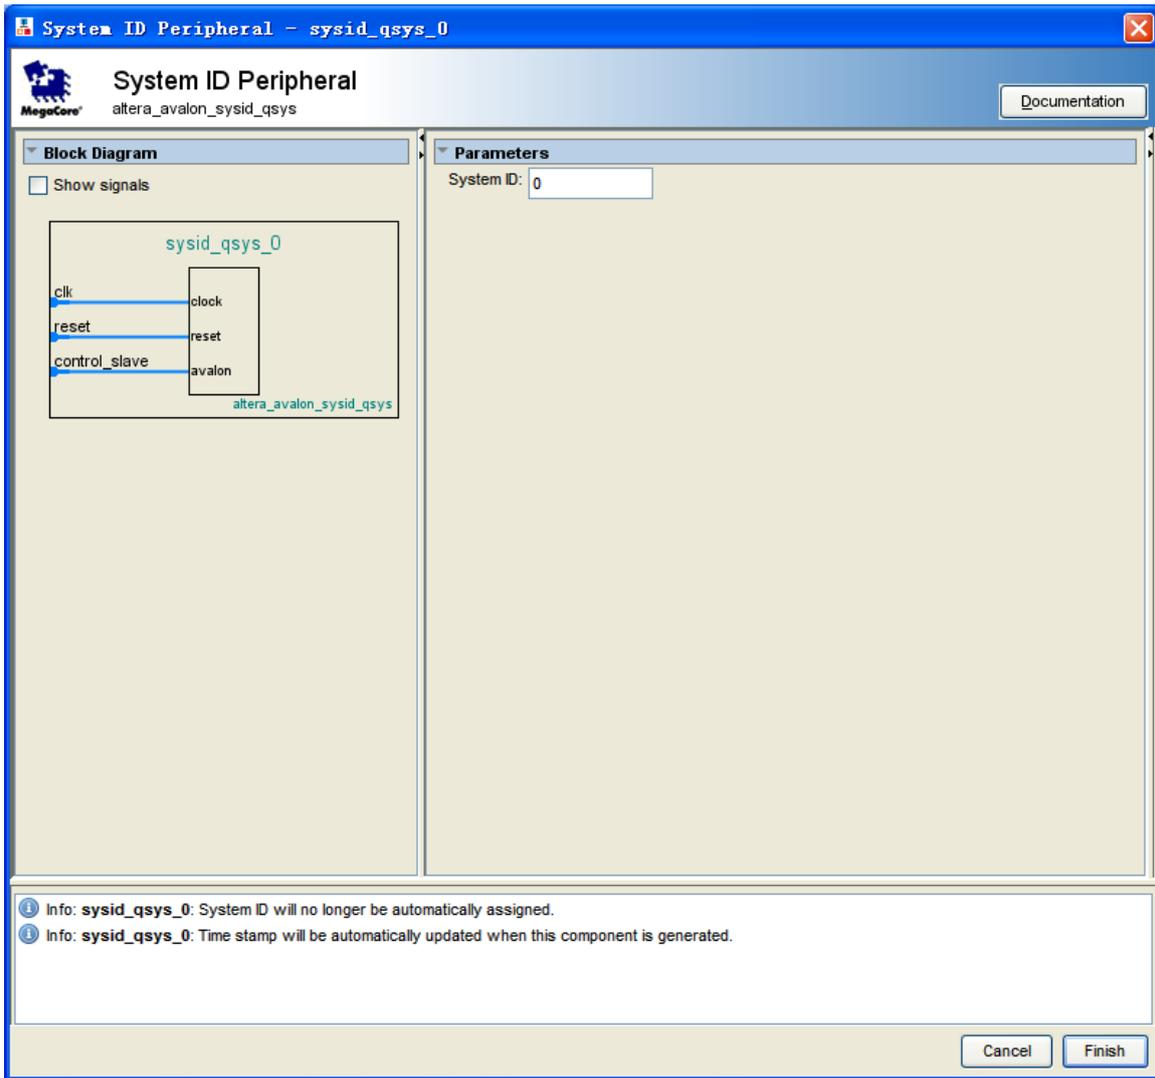 System ID Peripheral - sysid_qsys_0
System ID Peripheral
altera_avalon_sysid_qsys
MegaCore®
Documentation
Block Diagram
Show signals
sysid_qsys_0
clk
clock
reset
reset
control_slave
avalon
altera_avalon_sysid_qsys
Parameters
System ID: 0
Info: sysid_qsys_0: System ID will no longer be automatically assigned.
Info: sysid_qsys_0: Time stamp will be automatically updated when this component is generated.
Cancel Finish